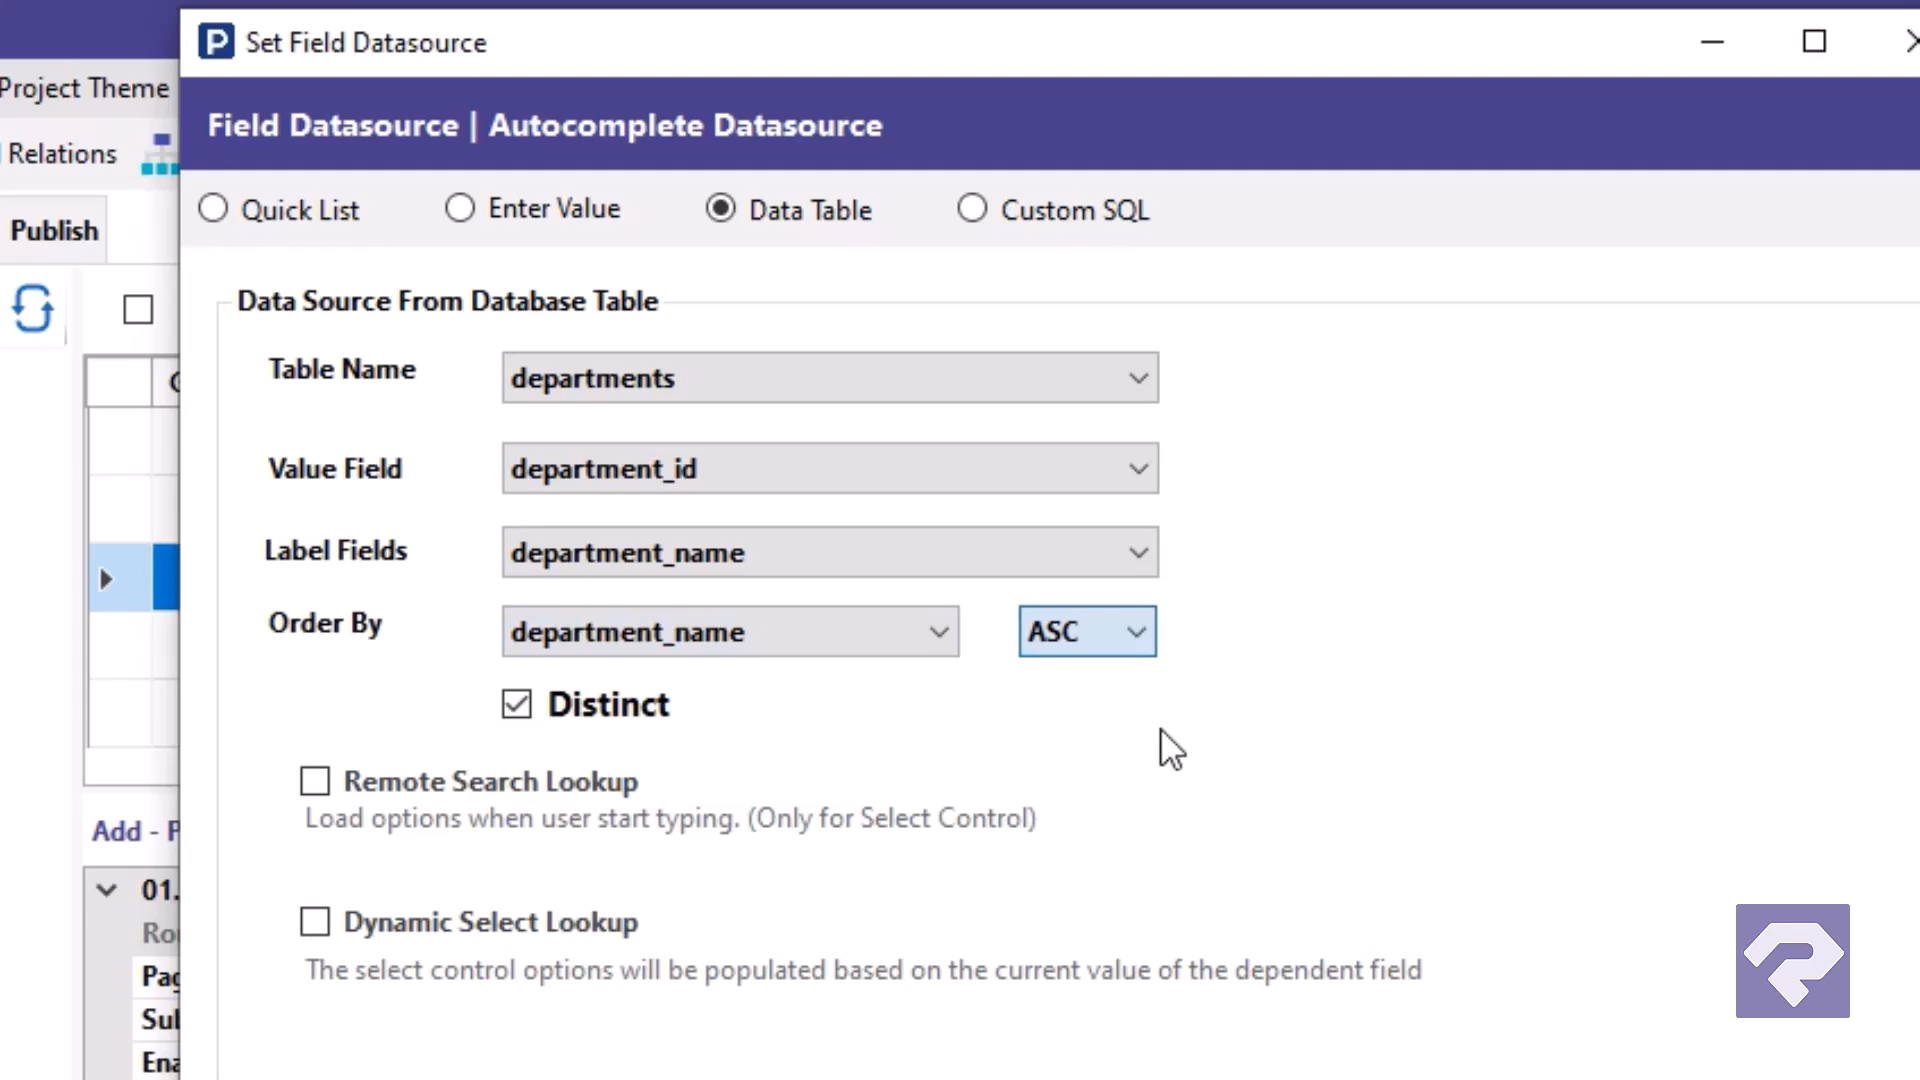 Set Field Datasource
Project Theme
Field Datasource | Autocomplete Datasource
Relations
Quick List Enter Value Data Table Custom SQL
Publish
Data Source From Database Table
Table Name departments
Value Field department_id
Label Fields department_name
Order By department_name ASC
Distinct
Remote Search Lookup
Load options when user start typing. (Only for Select Control)
Add -
01.
Dynamic Select Lookup
The select control options will be populated based on the current value of the dependent field